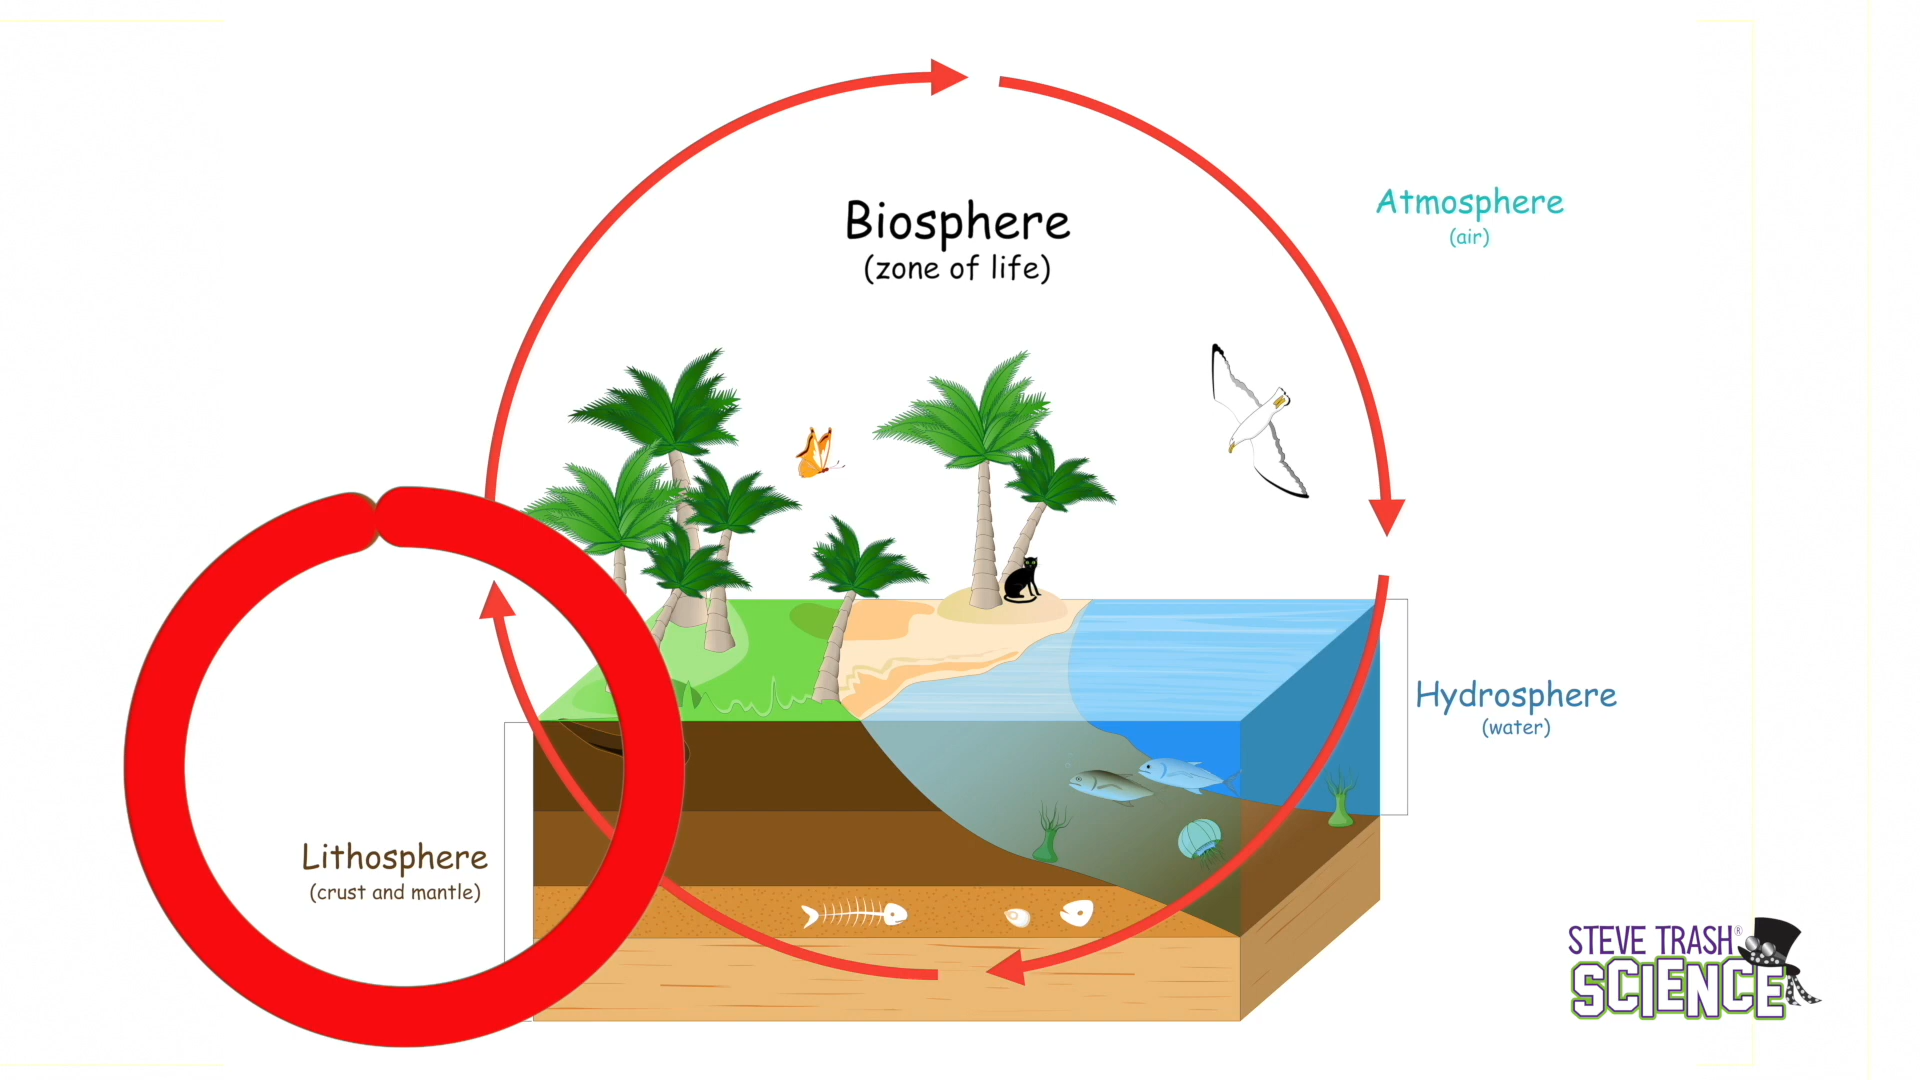 Biosphere
(zone of life)
Atmosphere
(air)
Hydrosphere
(water)
Lithosphere
(crust and mantle)
STEVE TRASH®
SCIENCE